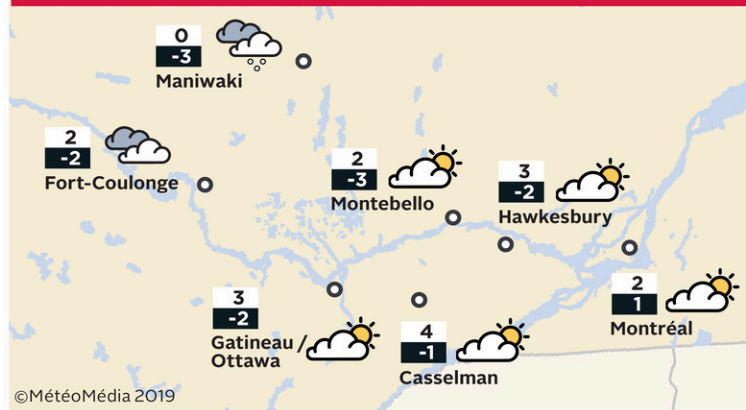 0
-3
Maniwaki
2
-2
Fort-Coulonge
2
-3
Montebello
3
-2
Hawkesbury
3
-2
Gatineau /
Ottawa
4
-1
Casselman
2
1
Montréal
©MétéoMédia 2019